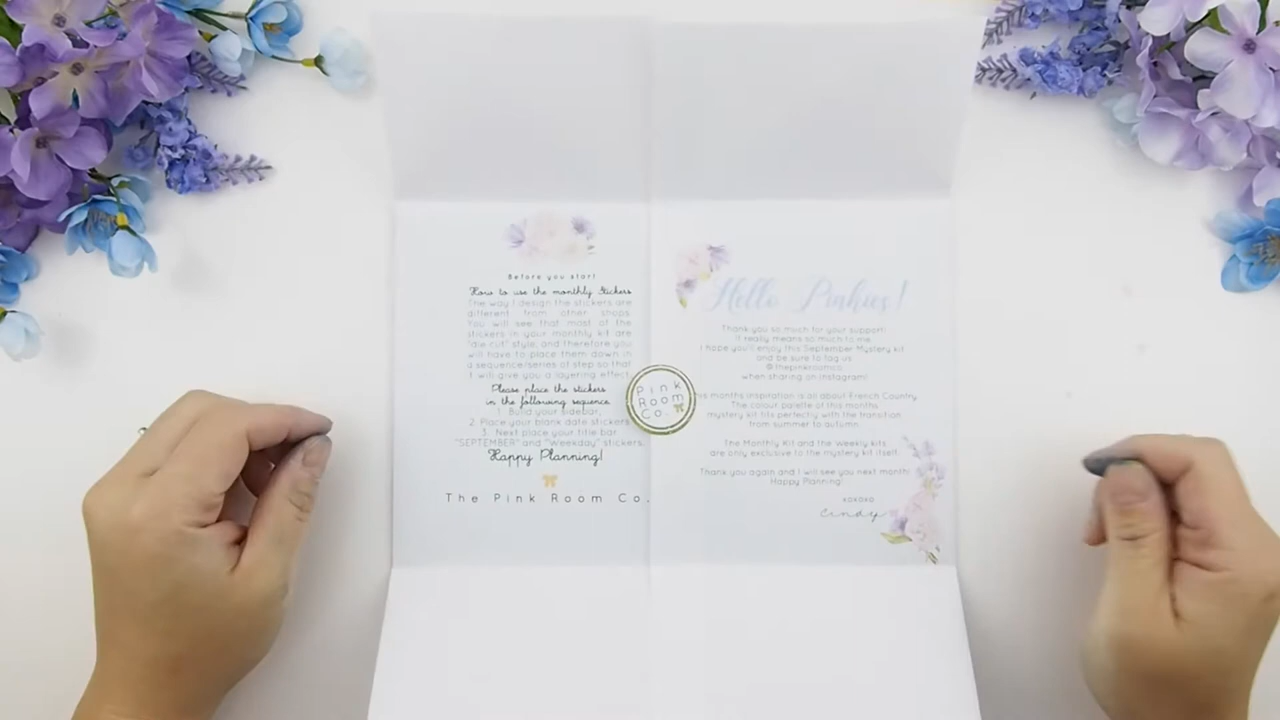 Before you start
How to use the monthly Stickers
The way I design the stickers are
different from other shops.
You will see that most of the
stickers in your monthly kit are
"die cut" style, and therefore you
will have to place them down in
a sequence/series of step so that
it will give you a layering effect.
Please place the stickers
in the following sequence.
1. Build your sidebar,
2. Place your blank date stickers
3. Next place your title bar
"SEPTEMBER" and "Weekday" stickers.
Happy Planning!
The Pink Room Co.
Pink
Room
Co.
Hello Pinkies!
Thank you so much for your support!
It really means so much to me.
I hope you'll enjoy this September Mystery kit
and be sure to tag us
@thepinkroomco
when sharing on Instagram!
his months inspiration is all about French Country.
The colour palette of this months
mystery kit fits perfectly with the transition
from summer to autumn.
The Monthly Kit and the Weekly kits
are only exclusive to the mystery kit itself.
Thank you again and I will see you next month!
Happy Planning!
xoxoxo
Cindy